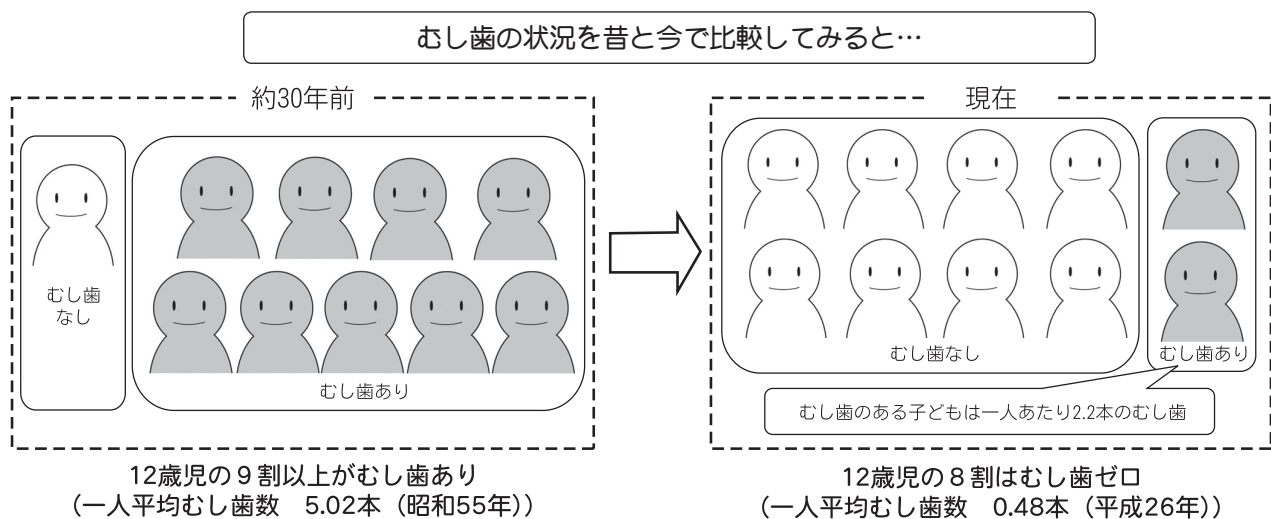 むし歯の状況を昔と今で比較してみると…
約30年前
むし歯
なし
むし歯あり
12歳児の９割以上がむし歯あり
（一人平均むし歯数　5.02本（昭和55年））
現在
むし歯なし
むし歯あり
むし歯のある子どもは一人あたり2.2本のむし歯
12歳児の８割はむし歯ゼロ
（一人平均むし歯数　0.48本（平成26年））